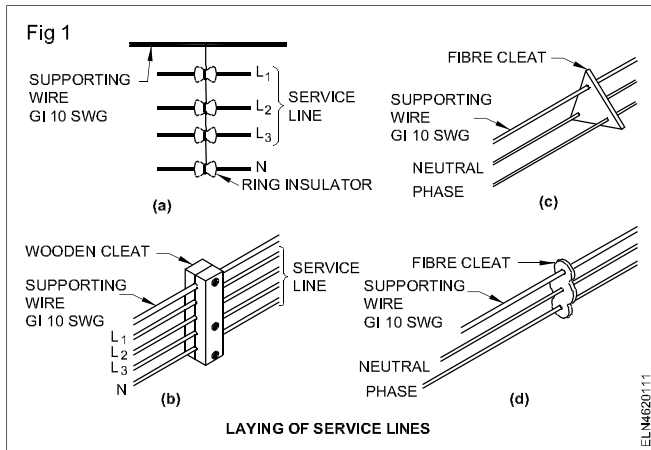 Fig 1
SUPPORTING
WIRE
GI 10 SWG
L1
L2
L3
N
SERVICE
LINE
RING INSULATOR
(a)
FIBRE CLEAT
SUPPORTING
WIRE
GI 10 SWG
NEUTRAL
PHASE
(c)
WOODEN CLEAT
SUPPORTING
WIRE
GI 10 SWG
L1
L2
L3
N
SERVICE
LINE
(b)
FIBRE CLEAT
SUPPORTING
WIRE
GI 10 SWG
NEUTRAL
PHASE
(d)
LAYING OF SERVICE LINES
ELN4620111